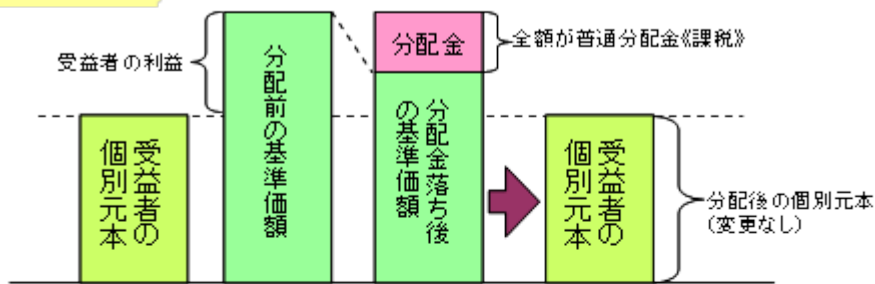 受益者の利益
分配前の基準価額
分配金
全額が普通分配金《課税》
受益者の
個別元本
分配金落ち後
の基準価額
受益者の
個別元本
分配後の個別元本
(変更なし)